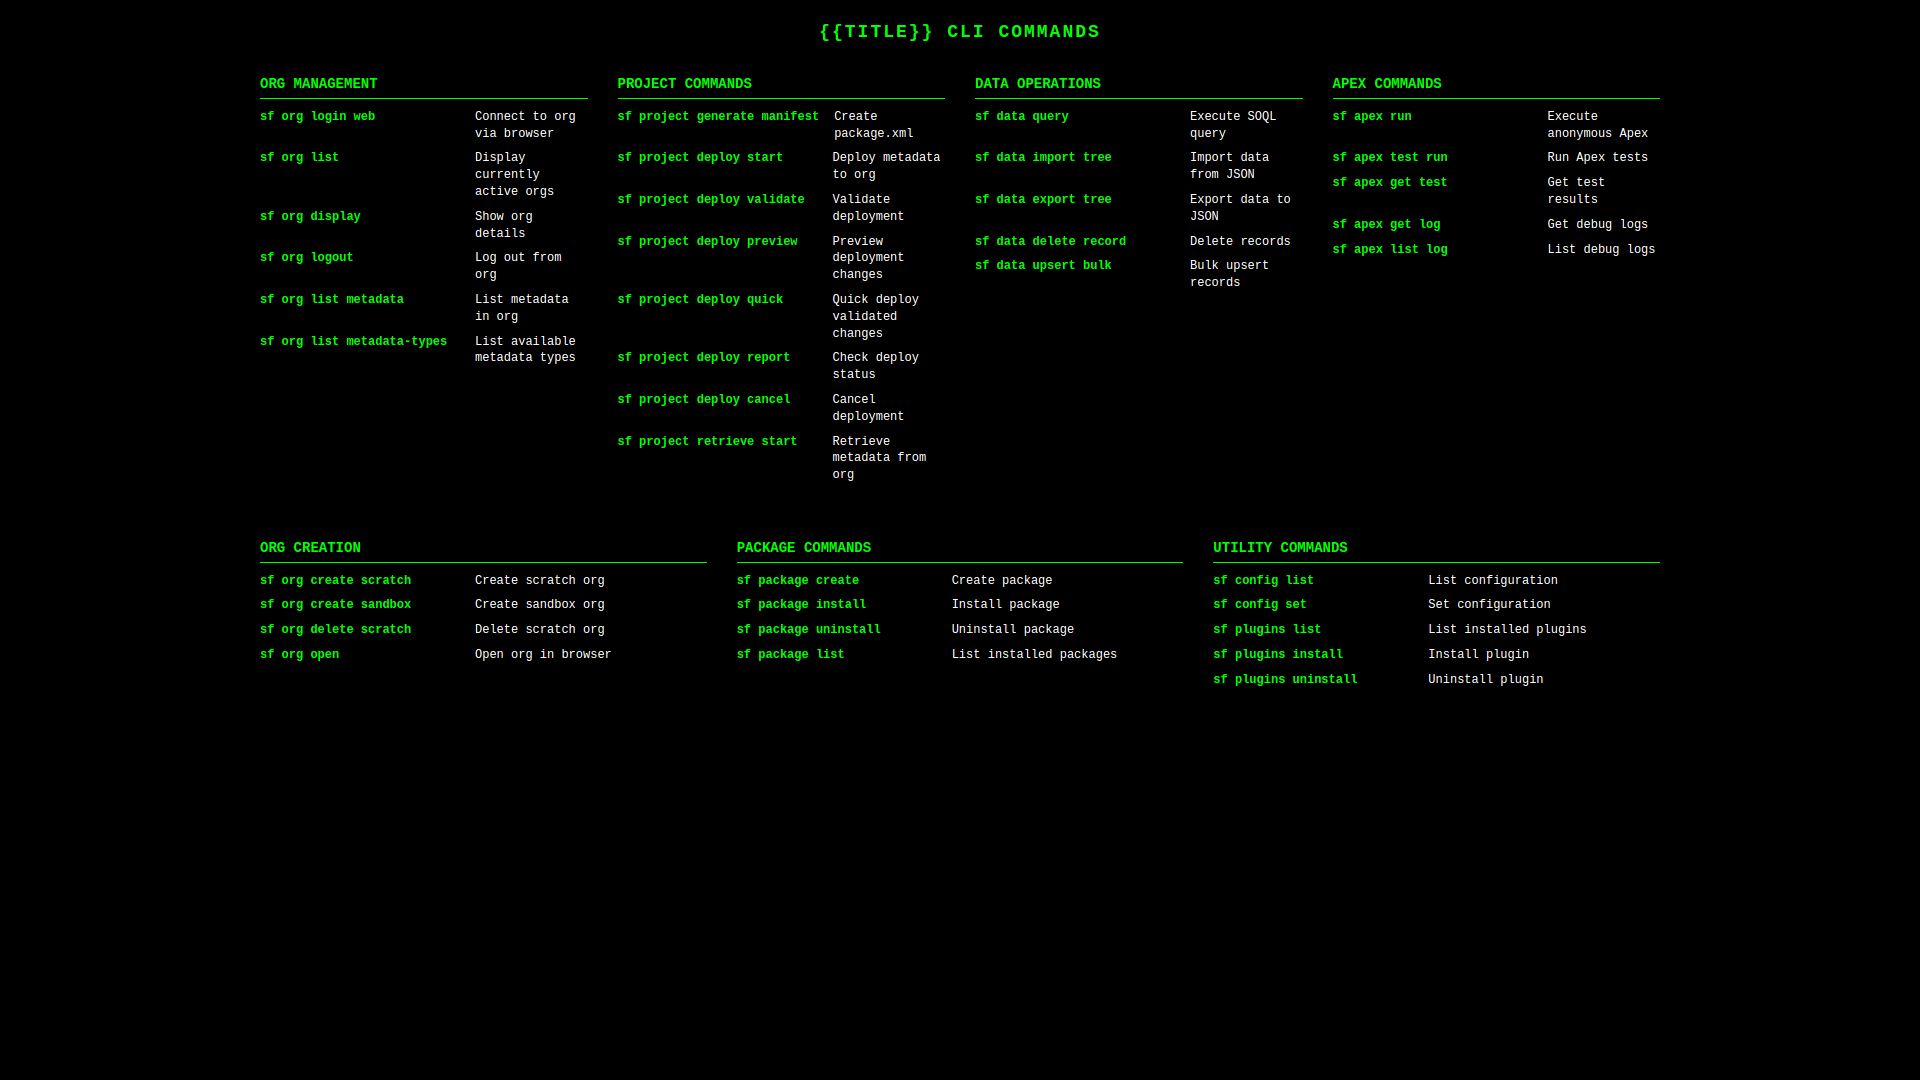 {{TITLE}} CLI COMMANDS
ORG MANAGEMENT
sf org login web Connect to org
via browser
sf org list Display
currently
active orgs
sf org display Show org
details
sf org logout Log out from
org
sf org list metadata List metadata
in org
sf org list metadata-types List available
metadata types
PROJECT COMMANDS
sf project generate manifest Create
package.xml
sf project deploy start Deploy metadata
to org
sf project deploy validate Validate
deployment
sf project deploy preview Preview
deployment
changes
sf project deploy quick Quick deploy
validated
changes
sf project deploy report Check deploy
status
sf project deploy cancel Cancel
deployment
sf project retrieve start Retrieve
metadata from
org
DATA OPERATIONS
sf data query Execute SOQL
query
sf data import tree Import data
from JSON
sf data export tree Export data to
JSON
sf data delete record Delete records
sf data upsert bulk Bulk upsert
records
APEX COMMANDS
sf apex run Execute
anonymous Apex
sf apex test run Run Apex tests
sf apex get test Get test
results
sf apex get log Get debug logs
sf apex list log List debug logs
ORG CREATION
sf org create scratch Create scratch org
sf org create sandbox Create sandbox org
sf org delete scratch Delete scratch org
sf org open Open org in browser
PACKAGE COMMANDS
sf package create Create package
sf package install Install package
sf package uninstall Uninstall package
sf package list List installed packages
UTILITY COMMANDS
sf config list List configuration
sf config set Set configuration
sf plugins list List installed plugins
sf plugins install Install plugin
sf plugins uninstall Uninstall plugin